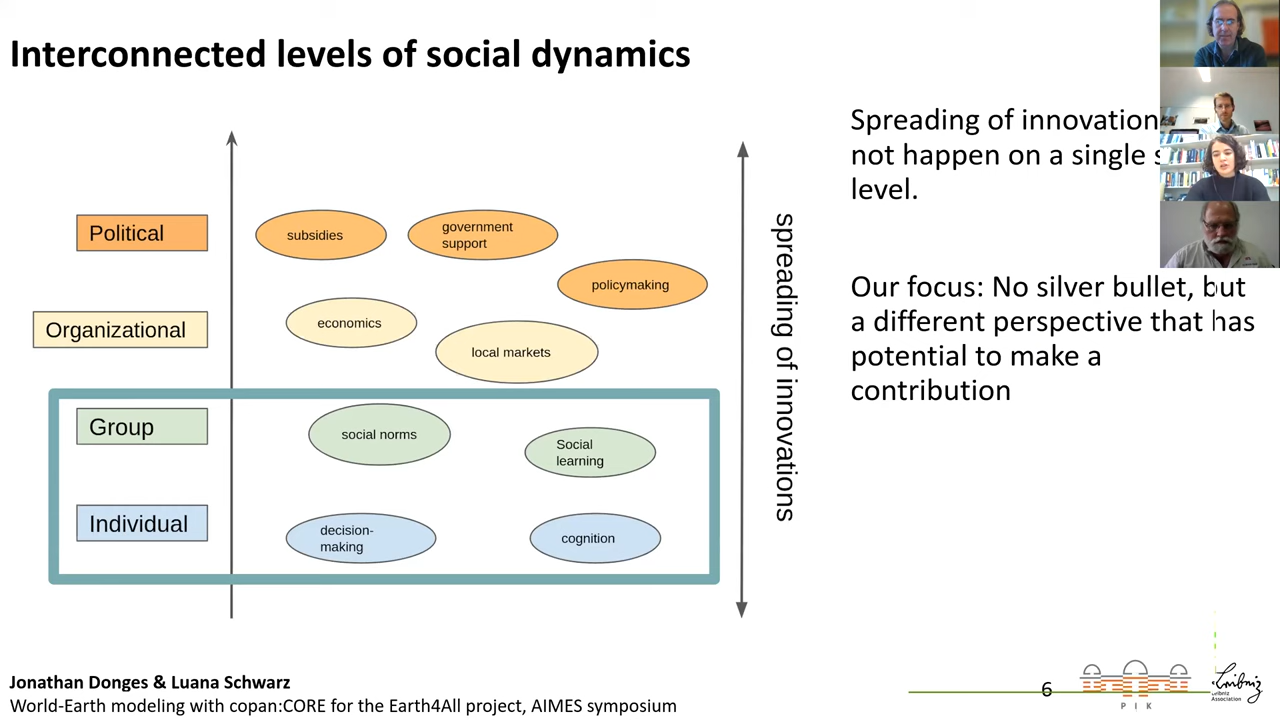 Interconnected levels of social dynamics
Political
subsidies
government
support
policymaking
Organizational
economics
local markets
Group
social norms
Social
learning
Individual
decision-
making
cognition
spreading of innovations
Spreading of innovation
not happen on a single
level.
Our focus: No silver bullet, but
a different perspective that has
potential to make a
contribution
Jonathan Donges & Luana Schwarz
World-Earth modeling with copan:CORE for the Earth4All project, AIMES symposium
6
P I K
Leibniz
Leibniz
Association